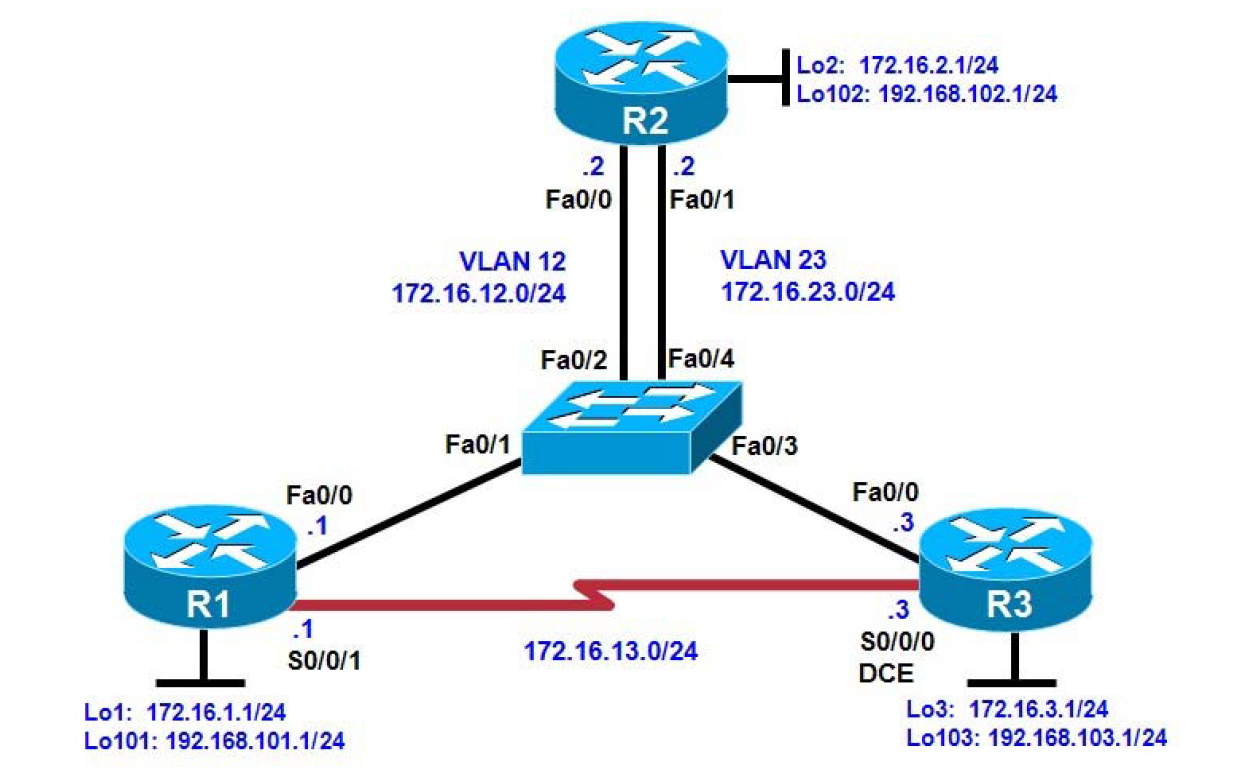 Lo2: 172.16.2.1/24
Lo102: 192.168.102.1/24
R2
.2
.2
Fa0/0
Fa0/1
VLAN 12
172.16.12.0/24
VLAN 23
172.16.23.0/24
Fa0/2
Fa0/4
Fa0/1
Fa0/3
Fa0/0
.1
Fa0/0
.3
R1
R3
.1
S0/0/1
172.16.13.0/24
.3
S0/0/0
DCE
Lo1: 172.16.1.1/24
Lo101: 192.168.101.1/24
Lo3: 172.16.3.1/24
Lo103: 192.168.103.1/24